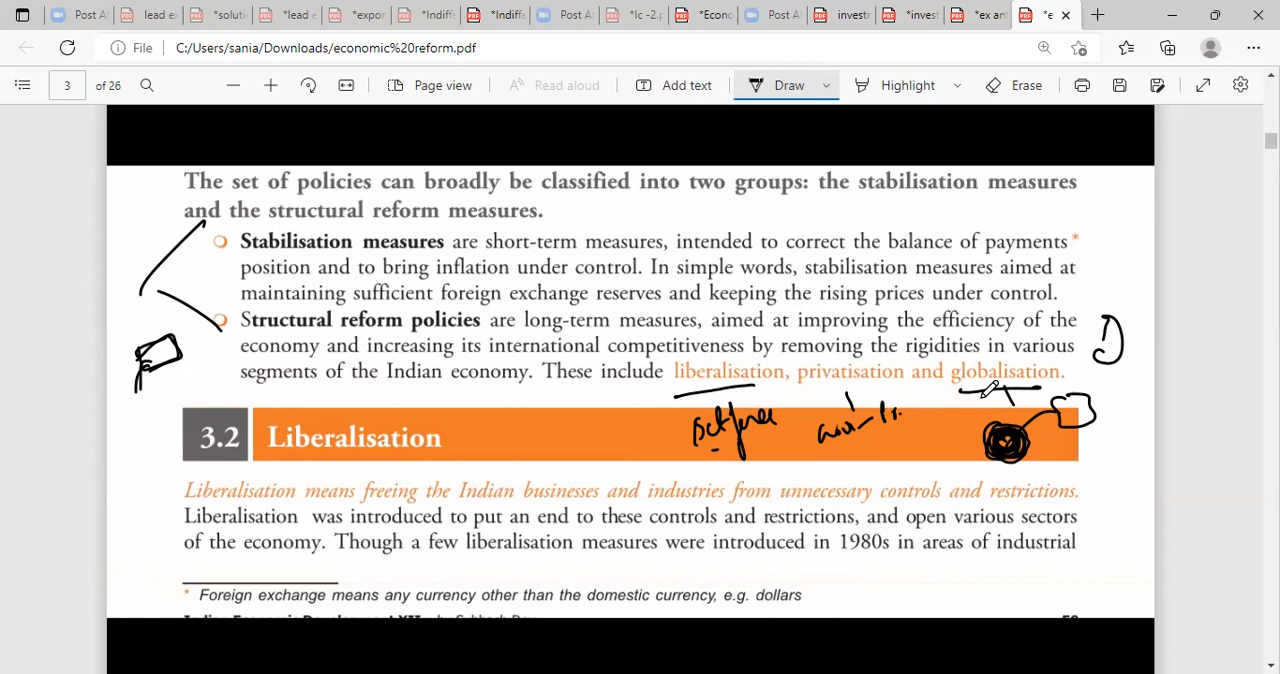 Post A
lead e
*soluti
*lead e
*expor
*Indiffe
*Indiffe
Post A
*lc -2.p
*Econo
Post A
investn
*invest
*ex an
*e
File C:/Users/sania/Downloads/economic%20reform.pdf
3 of 26 Page view Read aloud Add text Draw Highlight Erase
The set of policies can broadly be classified into two groups: the stabilisation measures
and the structural reform measures.
Stabilisation measures are short-term measures, intended to correct the balance of payments *
position and to bring inflation under control. In simple words, stabilisation measures aimed at
maintaining sufficient foreign exchange reserves and keeping the rising prices under control.
Structural reform policies are long-term measures, aimed at improving the efficiency of the
economy and increasing its international competitiveness by removing the rigidities in various
segments of the Indian economy. These include liberalisation, privatisation and globalisation.
Set free
3.2 Liberalisation
Liberalisation means freeing the Indian businesses and industries from unnecessary controls and restrictions.
Liberalisation was introduced to put an end to these controls and restrictions, and open various sectors
of the economy. Though a few liberalisation measures were introduced in 1980s in areas of industrial
* Foreign exchange means any currency other than the domestic currency, e.g. dollars